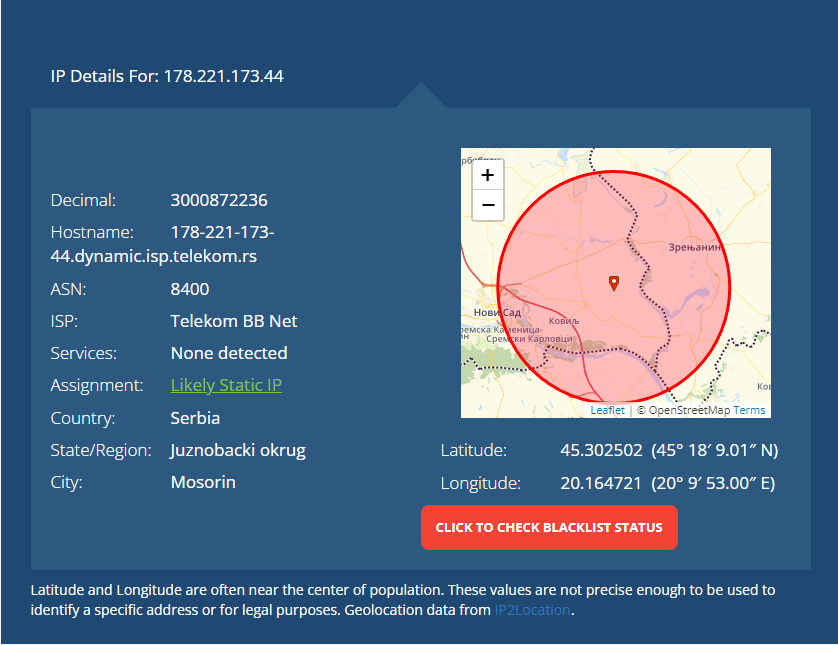 IP Details For: 178.221.173.44
Decimal: 3000872236
Hostname: 178-221-173-
44.dynamic.isp.telekom.rs
ASN: 8400
ISP: Telekom BB Net
Services: None detected
Assignment: Likely Static IP
Country: Serbia
State/Region: Juznobacki okrug
City: Mosorin
+
−
Зрењанин
Нови Сад
Ковиљ
Сремски Карловци
Leaflet | © OpenStreetMap Terms
Latitude: 45.302502 (45° 18′ 9.01″ N)
Longitude: 20.164721 (20° 9′ 53.00″ E)
CLICK TO CHECK BLACKLIST STATUS
Latitude and Longitude are often near the center of population. These values are not precise enough to be used to
identify a specific address or for legal purposes. Geolocation data from IP2Location.